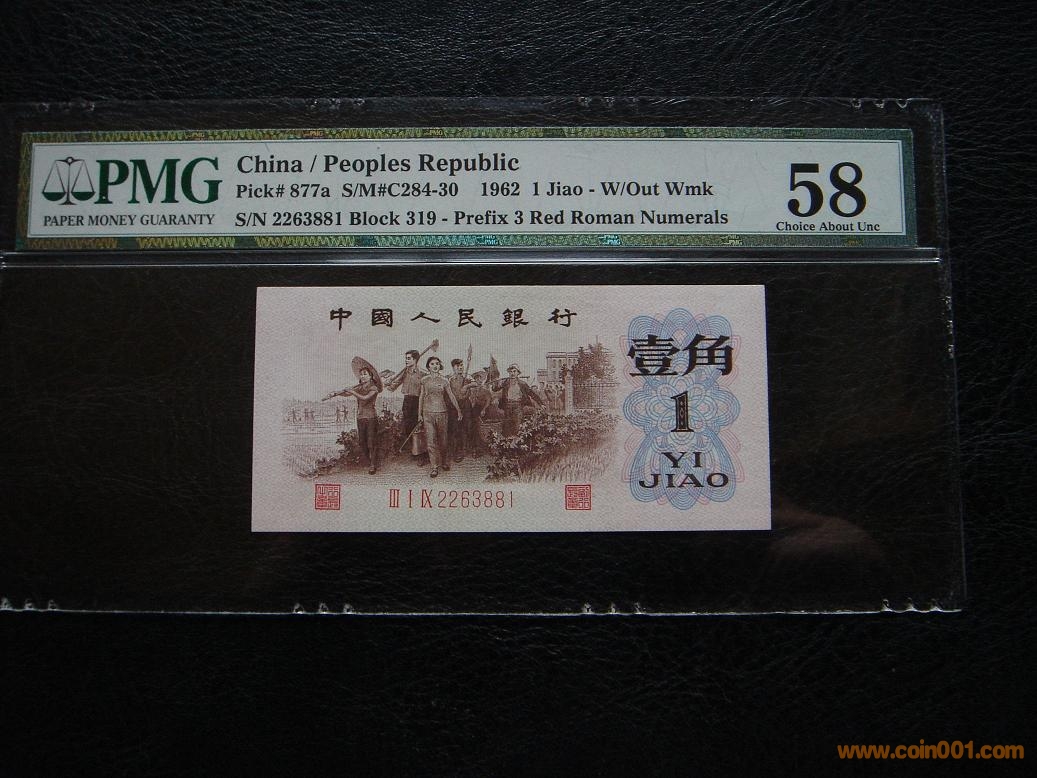 PMG
PAPER MONEY GUARANTY
China / Peoples Republic
Pick# 877a S/M#C284-30 1962 1 Jiao - W/Out Wmk
S/N 2263881 Block 319 - Prefix 3 Red Roman Numerals
58
Choice About Unc
中國人民銀行
壹角
1
YI
JIAO
III I IX 2263881
www.coin001.com